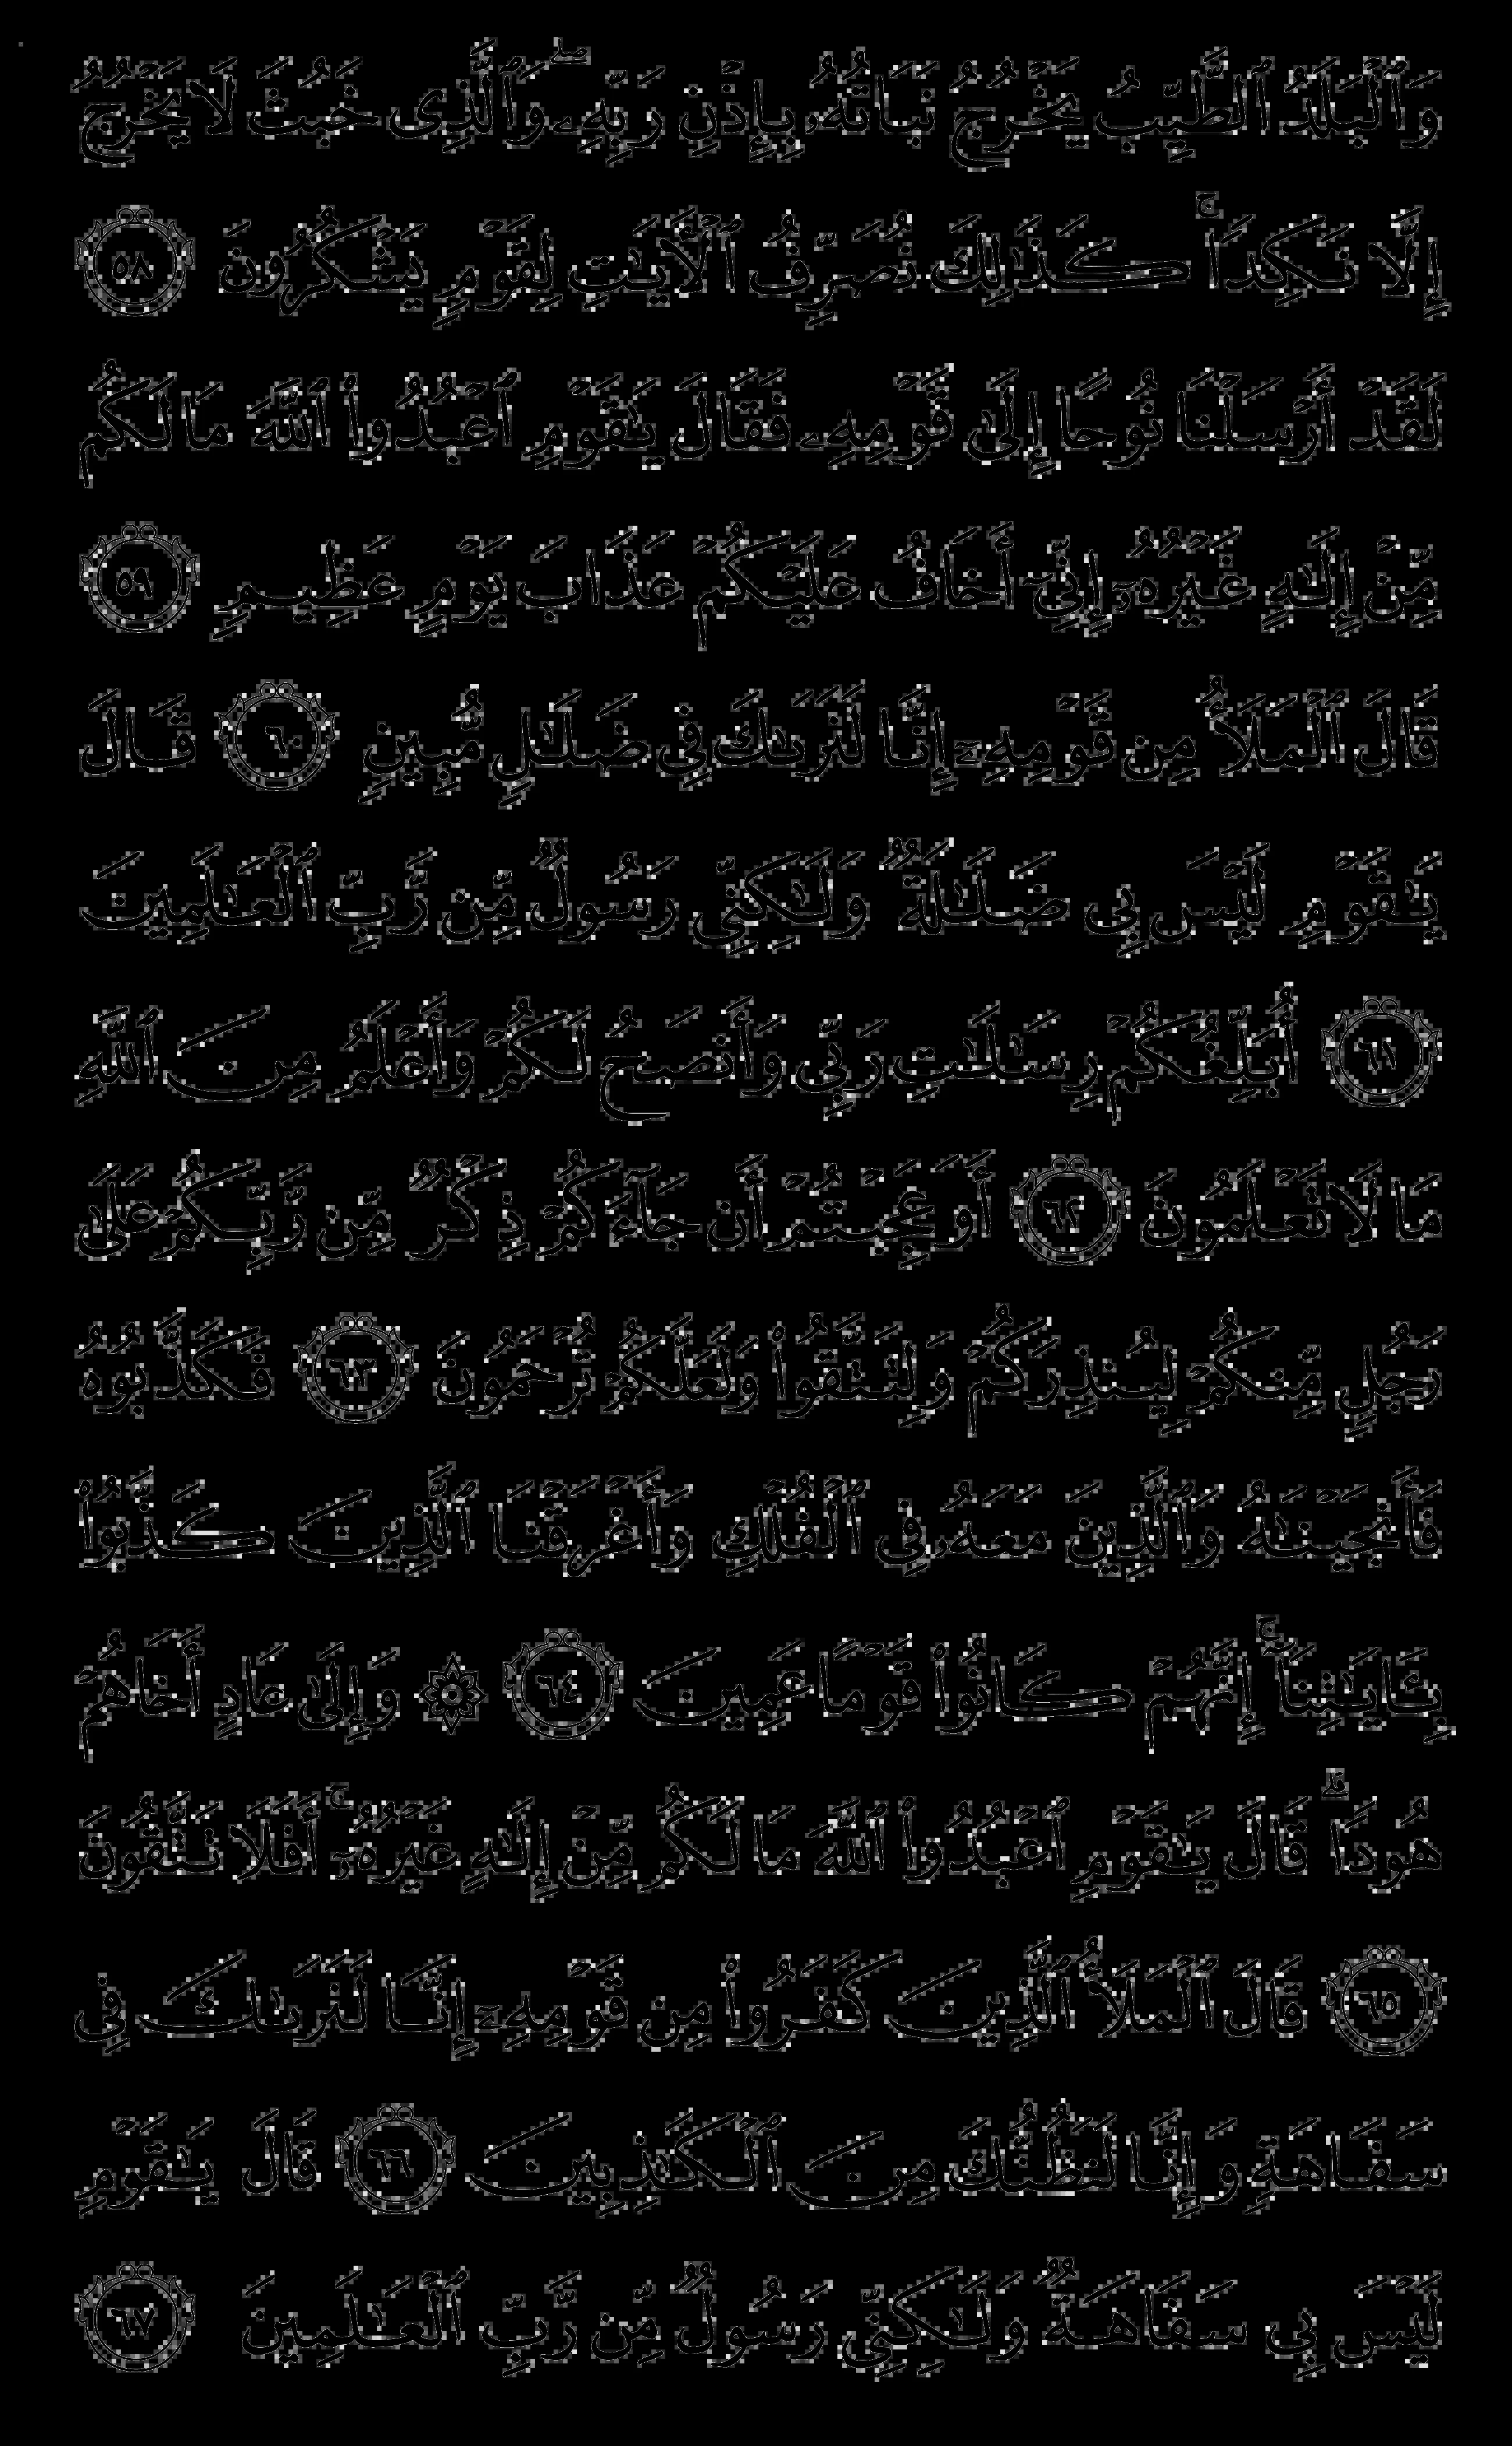 وَٱلْبَلَدُ ٱلطَّيِّبُ يَخْرُجُ نَبَاتُهُۥ بِإِذْنِ رَبِّهِۦ ۖ وَٱلَّذِى خَبُثَ لَا يَخْرُجُ
إِلَّا نَكِدًا ۚ كَذَٰلِكَ نُصَرِّفُ ٱلْـَٔايَٰتِ لِقَوْمٍ يَشْكُرُونَ ٥٨
لَقَدْ أَرْسَلْنَا نُوحًا إِلَىٰ قَوْمِهِۦ فَقَالَ يَٰقَوْمِ ٱعْبُدُوا۟ ٱللَّهَ مَا لَكُم
مِّنْ إِلَٰهٍ غَيْرُهُۥٓ إِنِّىٓ أَخَافُ عَلَيْكُمْ عَذَابَ يَوْمٍ عَظِيمٍ ٥٩
قَالَ ٱلْمَلَأُ مِن قَوْمِهِۦٓ إِنَّا لَنَرَىٰكَ فِى ضَلَٰلٍ مُّبِينٍ ٦٠ قَالَ
يَٰقَوْمِ لَيْسَ بِى ضَلَٰلَةٌ وَلَٰكِنِّى رَسُولٌ مِّن رَّبِّ ٱلْعَٰلَمِينَ
٦١ أُبَلِّغُكُمْ رِسَٰلَٰتِ رَبِّى وَأَنصَحُ لَكُمْ وَأَعْلَمُ مِنَ ٱللَّهِ
مَا لَا تَعْلَمُونَ ٦٢ أَوَعَجِبْتُمْ أَن جَآءَكُمْ ذِكْرٌ مِّن رَّبِّكُمْ عَلَىٰ
رَجُلٍ مِّنكُمْ لِيُنذِرَكُمْ وَلِتَتَّقُوا۟ وَلَعَلَّكُمْ تُرْحَمُونَ ٦٣ فَكَذَّبُوهُ
فَأَنجَيْنَٰهُ وَٱلَّذِينَ مَعَهُۥ فِى ٱلْفُلْكِ وَأَغْرَقْنَا ٱلَّذِينَ كَذَّبُوا۟
بِـَٔايَٰتِنَآ ۚ إِنَّهُمْ كَانُوا۟ قَوْمًا عَمِينَ ٦٤ ۞ وَإِلَىٰ عَادٍ أَخَاهُمْ
هُودًا ۗ قَالَ يَٰقَوْمِ ٱعْبُدُوا۟ ٱللَّهَ مَا لَكُم مِّنْ إِلَٰهٍ غَيْرُهُۥٓ ۚ أَفَلَا تَتَّقُونَ
٦٥ قَالَ ٱلْمَلَأُ ٱلَّذِينَ كَفَرُوا۟ مِن قَوْمِهِۦٓ إِنَّا لَنَرَىٰكَ فِى
سَفَاهَةٍ وَإِنَّا لَنَظُنُّكَ مِنَ ٱلْكَٰذِبِينَ ٦٦ قَالَ يَٰقَوْمِ
لَيْسَ بِى سَفَاهَةٌ وَلَٰكِنِّى رَسُولٌ مِّن رَّبِّ ٱلْعَٰلَمِينَ ٦٧